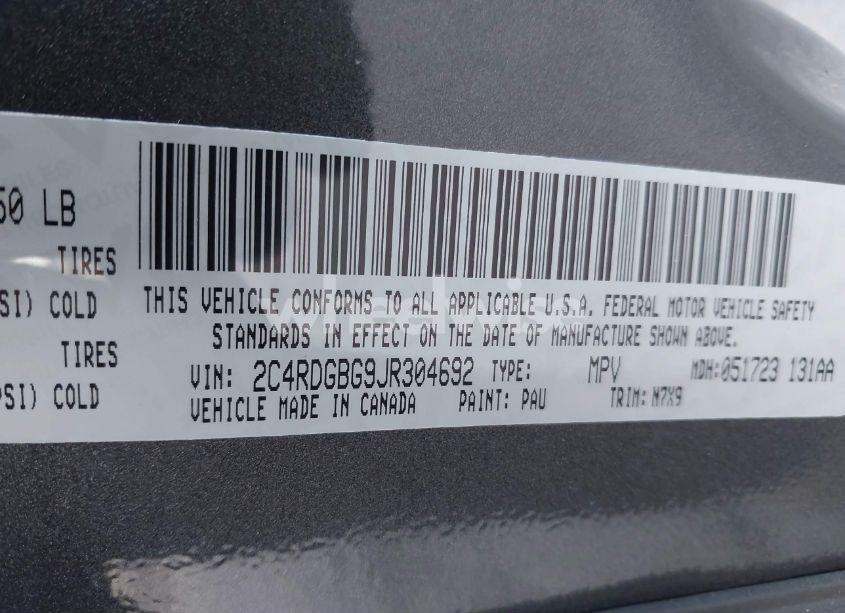 50 LB
TIRES
SI) COLD
TIRES
PSI) COLD
THIS VEHICLE CONFORMS TO ALL APPLICABLE U.S.A. FEDERAL MOTOR VEHICLE SAFETY
STANDARDS IN EFFECT ON THE DATE OF MANUFACTURE SHOWN ABOVE.
VIN: 2C4RDGBG9JR304692 TYPE: MPV MDH:051723 131AA
VEHICLE MADE IN CANADA PAINT: PAU TRIM: N7X9